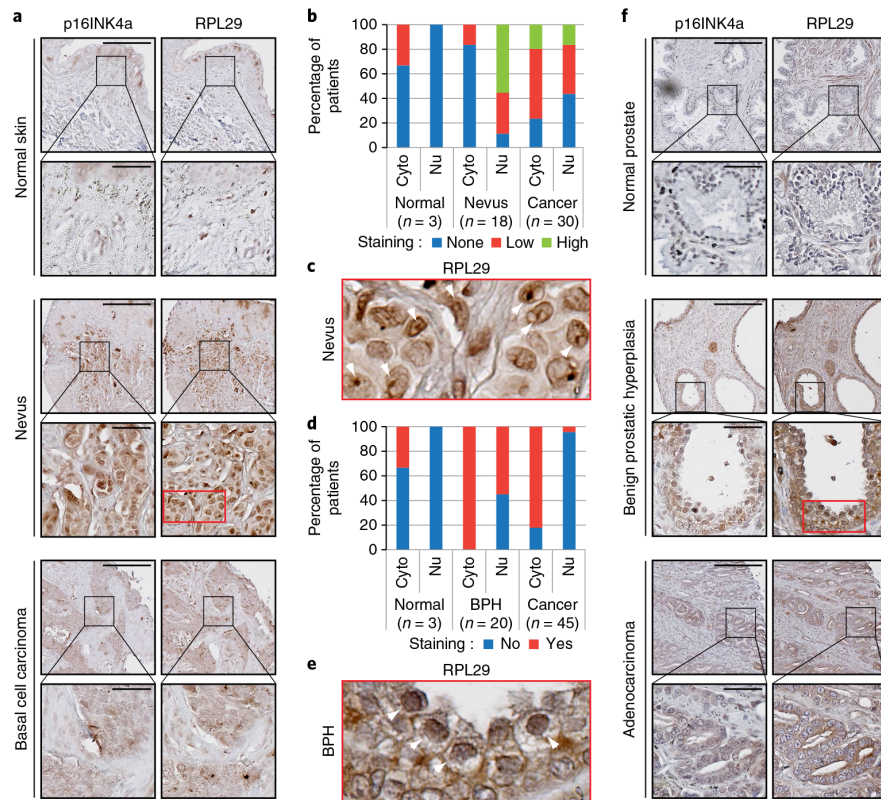 a
p16INK4a RPL29
Normal skin
Nevus
Basal cell carcinoma
b
Percentage of
patients
100
80
60
40
20
0
Cyto Nu Cyto Nu Cyto Nu
Normal Nevus Cancer
(n = 3) (n = 18) (n = 30)
Staining : None Low High
c
RPL29
Nevus
d
Percentage of
patients
100
80
60
40
20
0
Cyto Nu Cyto Nu Cyto Nu
Normal BPH Cancer
(n = 3) (n = 20) (n = 45)
Staining : No Yes
e
RPL29
BPH
f
p16INK4a RPL29
Normal prostate
Benign prostatic hyperplasia
Adenocarcinoma